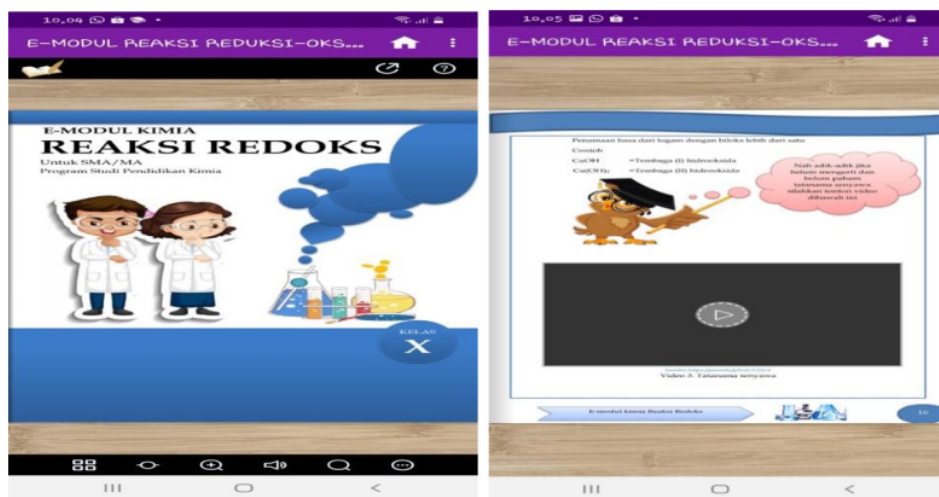 10.04
E-MODUL REAKSI REDUKSI-OKS...
E-MODUL KIMIA
REAKSI REDOKS
Untuk SMA/MA
Program Studi Pendidikan Kimia
KELAS
X
10.05
E-MODUL REAKSI REDUKSI-OKS...
Penamaan basa dari logam dengan biloks lebih dari satu
Contoh
CuOH =Tembaga (I) hidrooksida
Cu(OH)₂ =Tembaga (II) hidrooksida
Nah adik-adik jika
belum mengerti dan
belum paham
tatanama senyawa
silahkan tonton video
dibawah ini
Video 3. Tatanama senyawa
E-modul kimia Reaksi Redoks
16